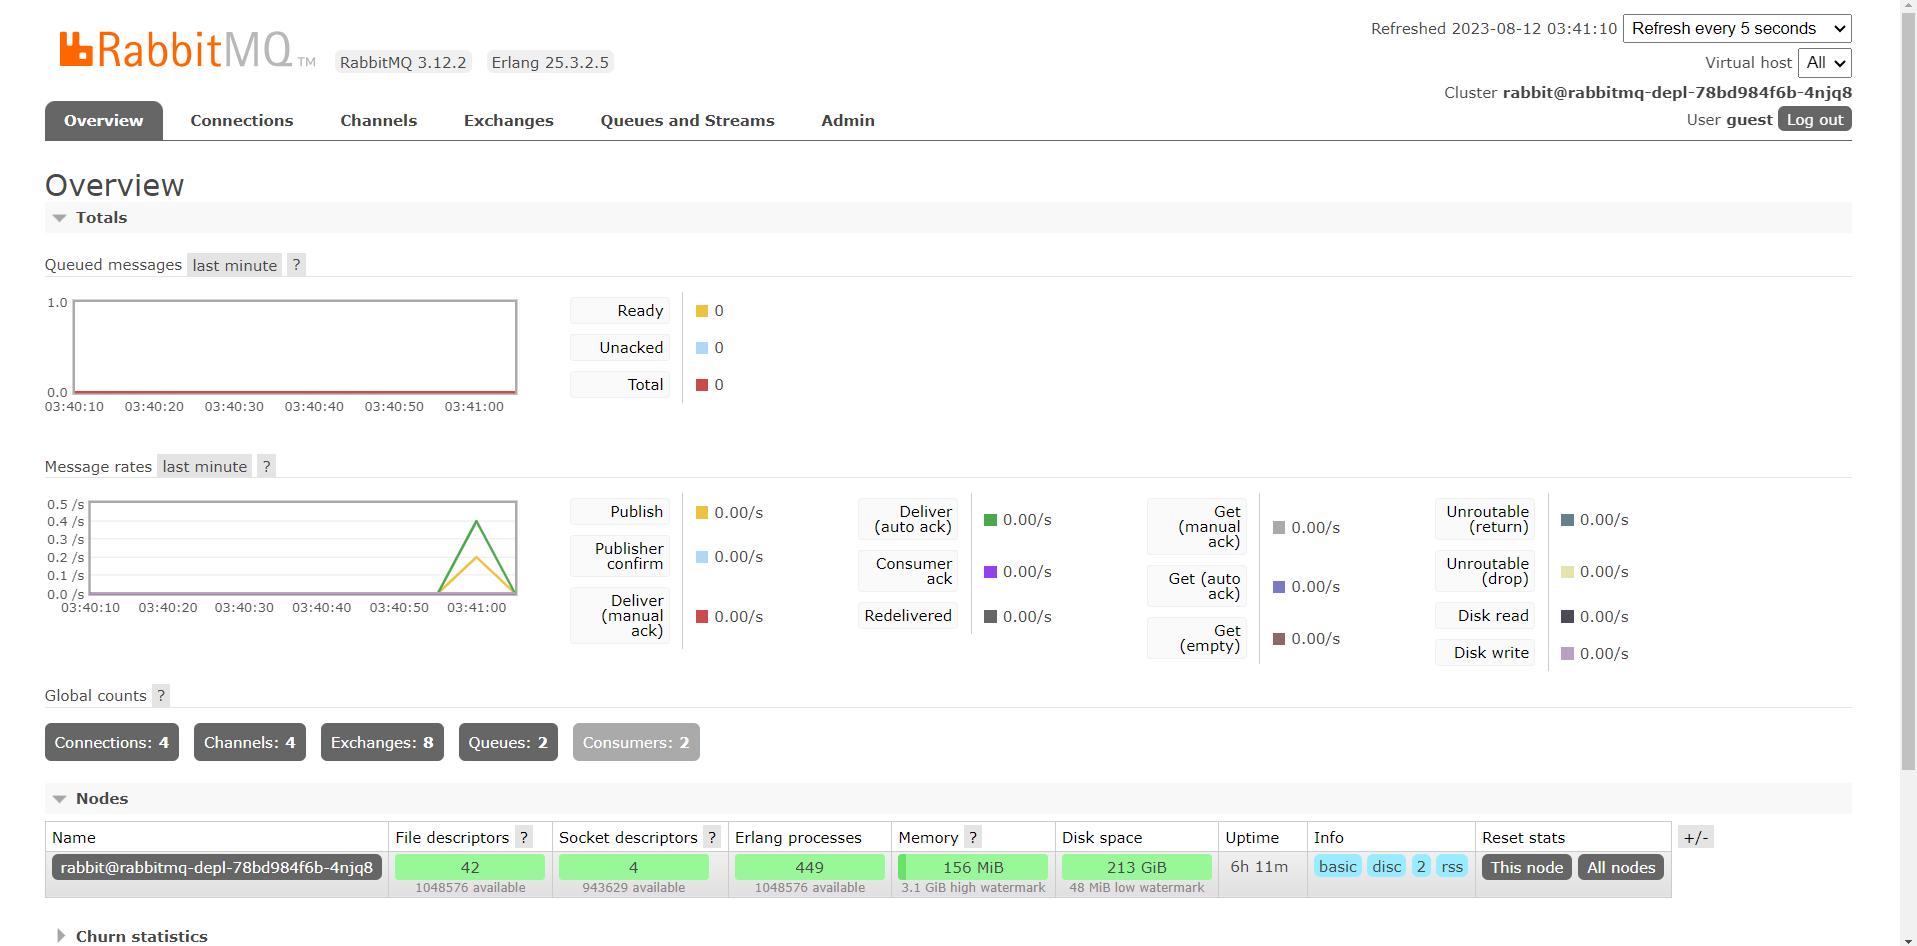 RabbitMQ TM RabbitMQ 3.12.2 Erlang 25.3.2.5
Refreshed 2023-08-12 03:41:10 Refresh every 5 seconds
Virtual host All
Cluster rabbit@rabbitmq-depl-78bd984f6b-4njq8
User guest Log out
Overview Connections Channels Exchanges Queues and Streams Admin
Overview
Totals
Queued messages last minute ?
1.0
0.0
03:40:10 03:40:20 03:40:30 03:40:40 03:40:50 03:41:00
Ready 0
Unacked 0
Total 0
Message rates last minute ?
0.5 /s
0.4 /s
0.3 /s
0.2 /s
0.1 /s
0.0 /s
03:40:10 03:40:20 03:40:30 03:40:40 03:40:50 03:41:00
Publish 0.00/s
Publisher
confirm 0.00/s
Deliver
(manual
ack) 0.00/s
Deliver
(auto ack) 0.00/s
Consumer
ack 0.00/s
Redelivered 0.00/s
Get
(manual
ack) 0.00/s
Get (auto
ack) 0.00/s
Get
(empty) 0.00/s
Unroutable
(return) 0.00/s
Unroutable
(drop) 0.00/s
Disk read 0.00/s
Disk write 0.00/s
Global counts ?
Connections: 4 Channels: 4 Exchanges: 8 Queues: 2 Consumers: 2
Nodes
Name File descriptors ? Socket descriptors ? Erlang processes Memory ? Disk space Uptime Info Reset stats +/-
rabbit@rabbitmq-depl-78bd984f6b-4njq8 42 4 449 156 MiB 213 GiB 6h 11m basic disc 2 rss This node All nodes
1048576 available 943629 available 1048576 available 3.1 GiB high watermark 48 MiB low watermark
Churn statistics